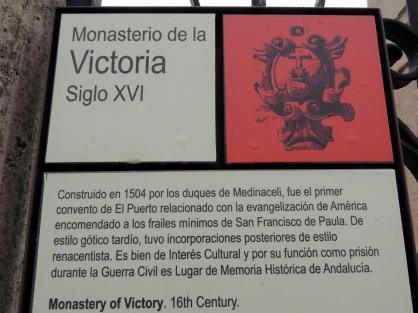 Monasterio de la
Victoria
Siglo XVI
Construido en 1504 por los duques de Medinaceli, fue el primer
convento de El Puerto relacionado con la evangelización de América
encomendado a los frailes mínimos de San Francisco de Paula. De
estilo gótico tardío, tuvo incorporaciones posteriores de estilo
renacentista. Es bien de Interés Cultural y por su función como prisión
durante la Guerra Civil es Lugar de Memoria Histórica de Andalucía.
Monastery of Victory. 16th Century.